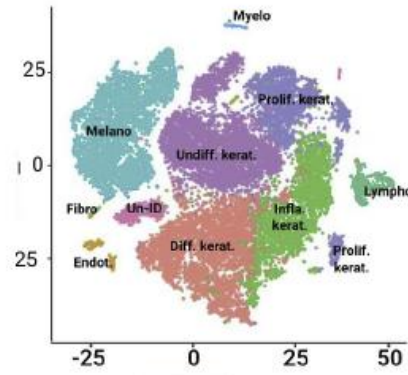 Myelo
25
Prolif. kerat.
Melano
Undiff. kerat.
0
Lympho
Fibro
Un-ID
Infla.
kerat.
Diff. kerat.
Prolif.
kerat.
25
Endot.
-25 0 25 50